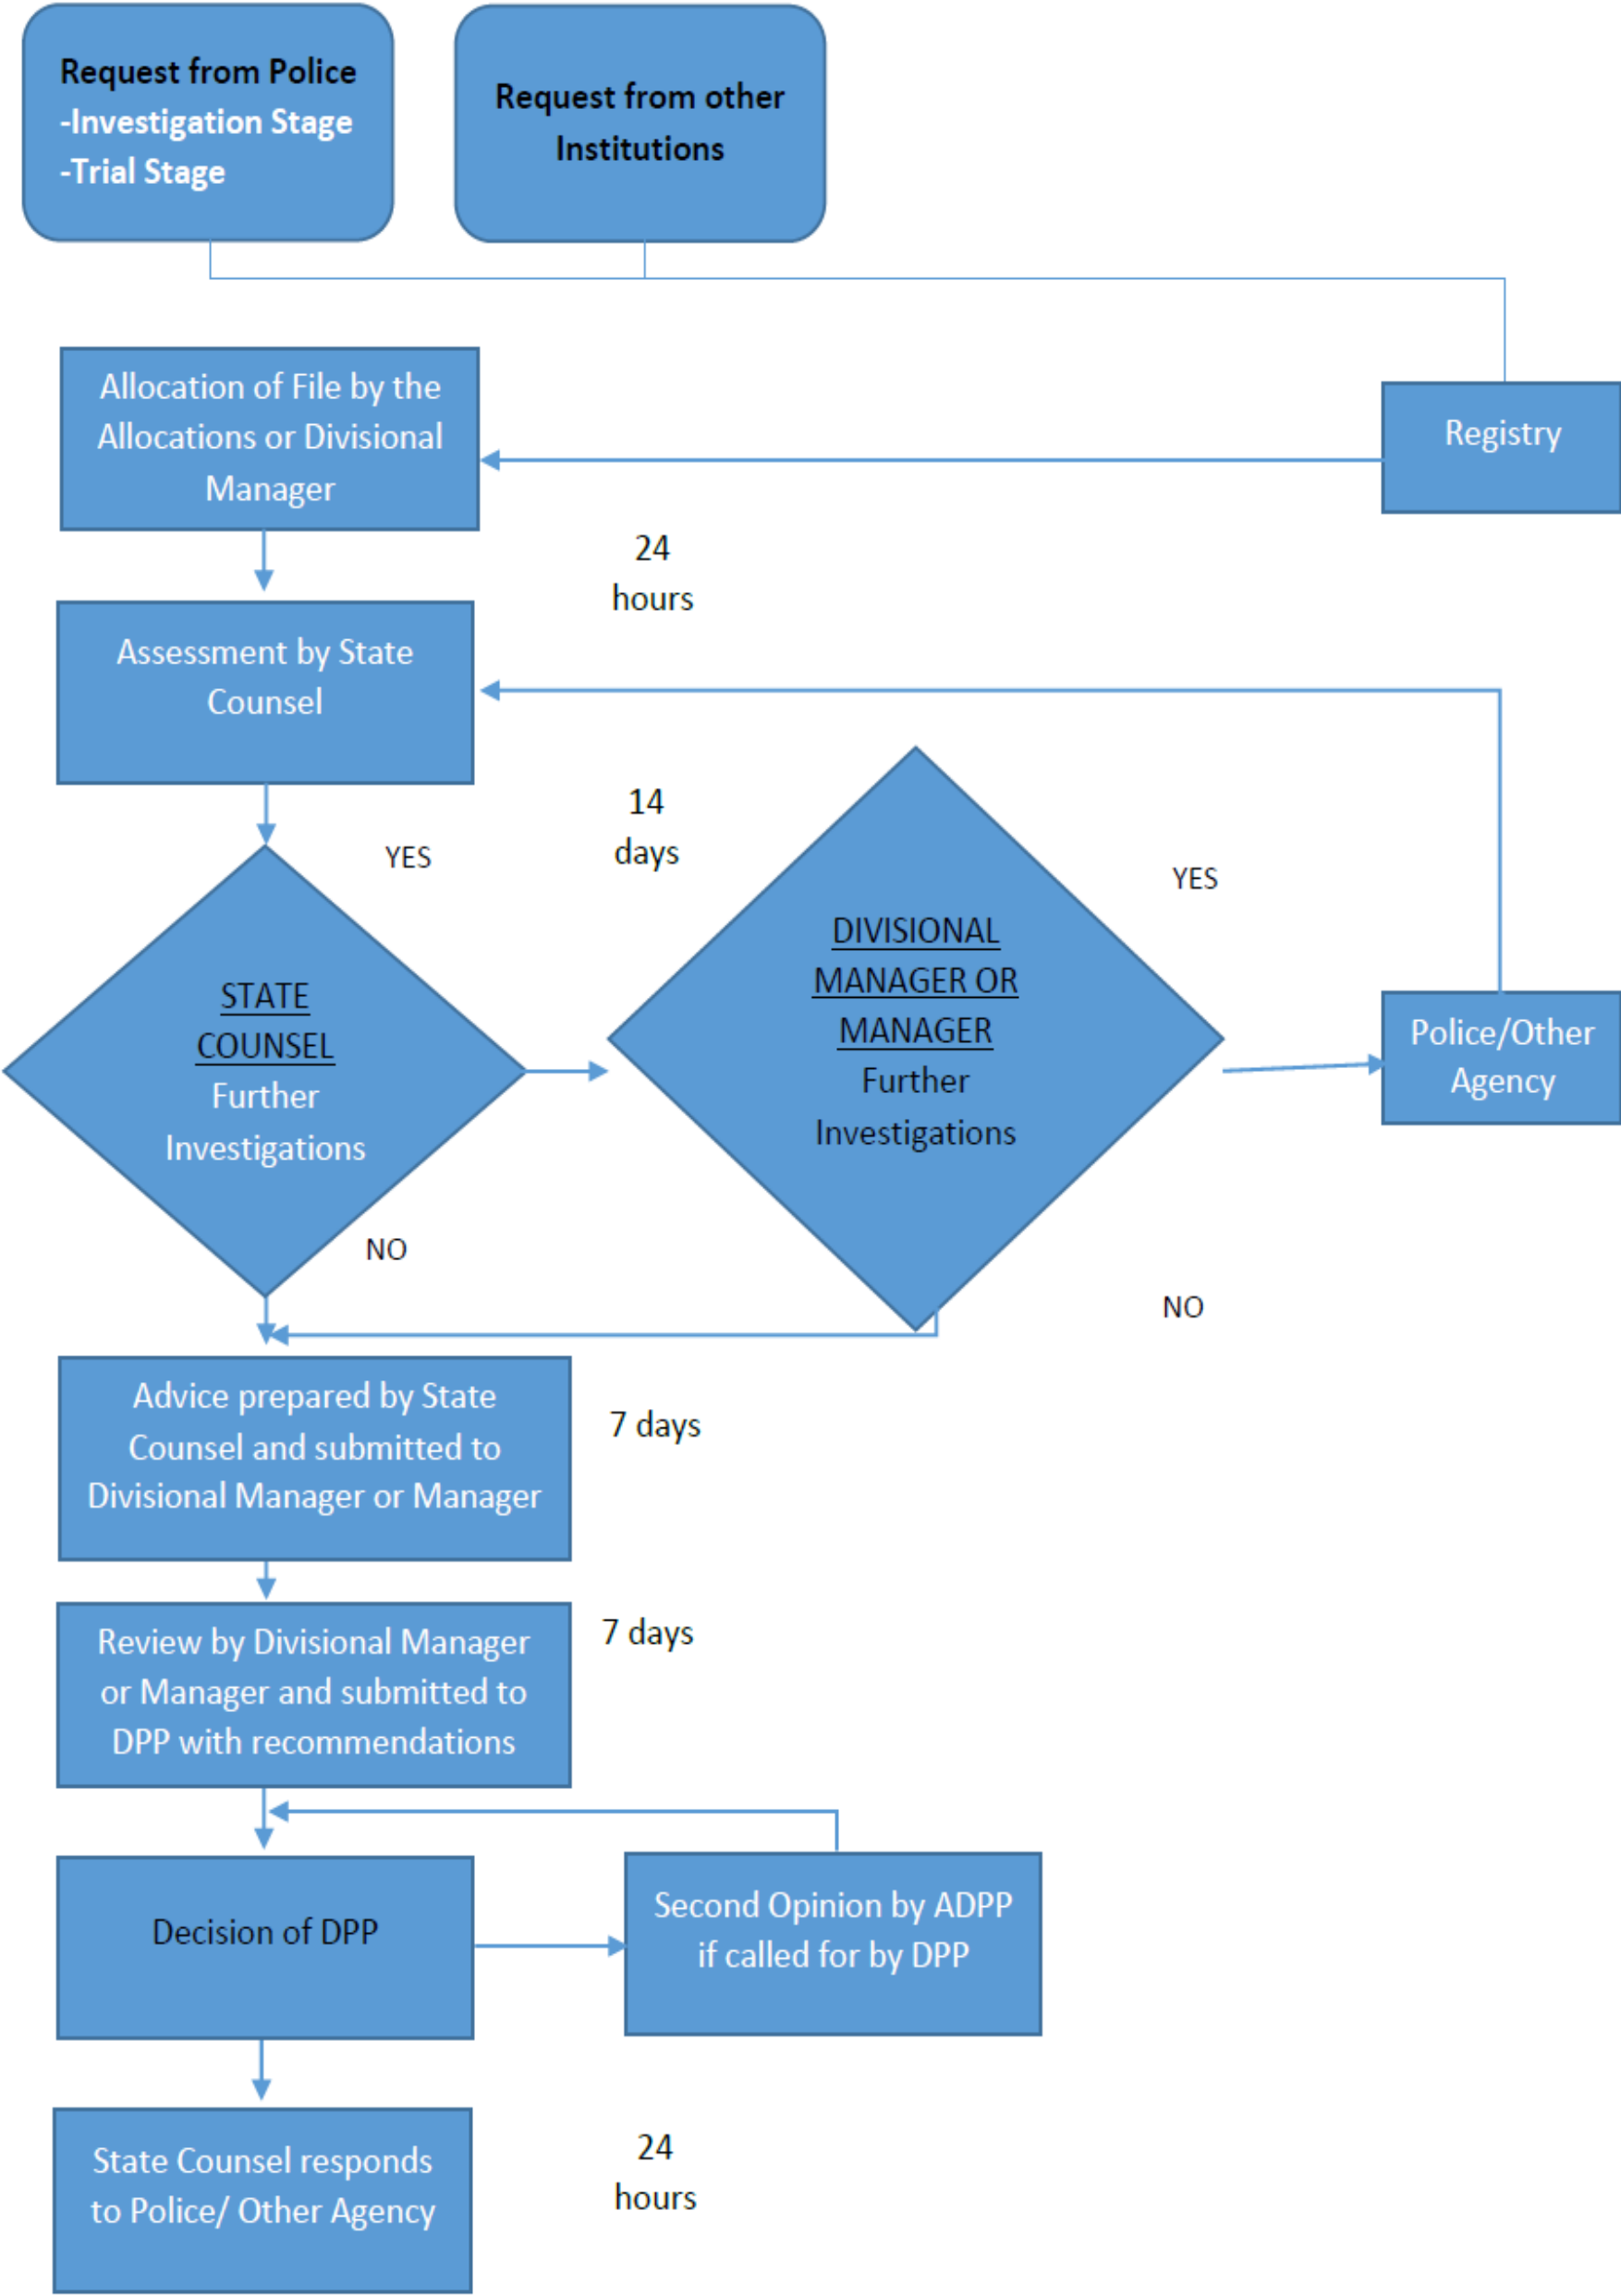 Request from Police
-Investigation Stage
-Trial Stage
Request from other
Institutions
Allocation of File by the
Allocations or Divisional
Manager
Registry
24
hours
Assessment by State
Counsel
14
days
YES
YES
STATE
COUNSEL
Further
Investigations
DIVISIONAL
MANAGER OR
MANAGER
Further
Investigations
Police/Other
Agency
NO
NO
Advice prepared by State
Counsel and submitted to
Divisional Manager or Manager
7 days
Review by Divisional Manager
or Manager and submitted to
DPP with recommendations
7 days
Decision of DPP
Second Opinion by ADPP
if called for by DPP
State Counsel responds
to Police/ Other Agency
24
hours